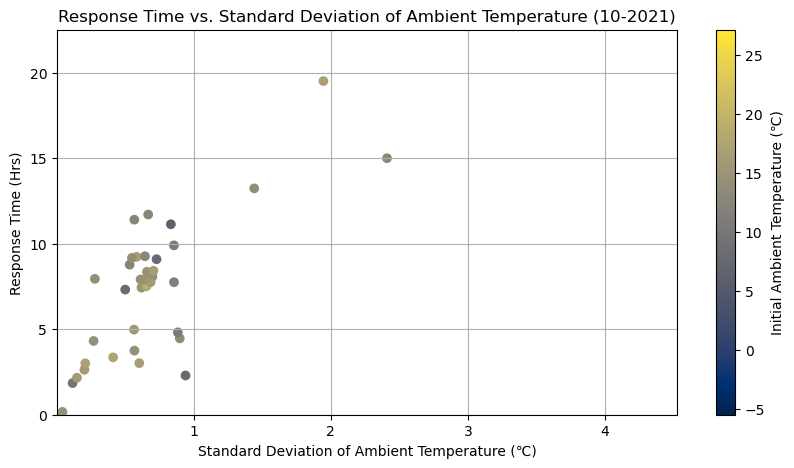 Response Time vs. Standard Deviation of Ambient Temperature (10-2021)
Response Time (Hrs)
20
15
10
5
0
1 2 3 4
Standard Deviation of Ambient Temperature (℃)
25
20
15
10
5
0
−5
Initial Ambient Temperature (℃)